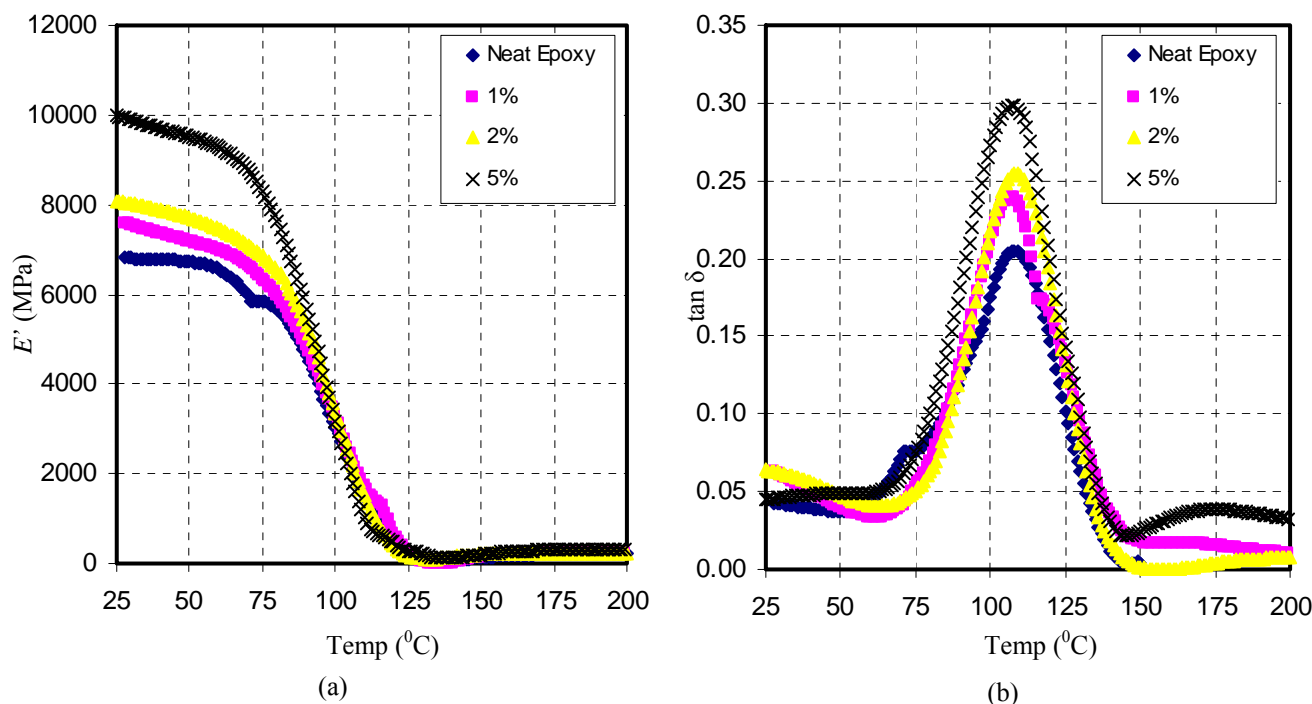 12000
10000
8000
6000
4000
2000
0
E’ (MPa)
25 50 75 100 125 150 175 200
Temp (⁰C)
Neat Epoxy
1%
2%
5%
(a)
0.35
0.30
0.25
0.20
0.15
0.10
0.05
0.00
tan δ
25 50 75 100 125 150 175 200
Temp (⁰C)
Neat Epoxy
1%
2%
5%
(b)